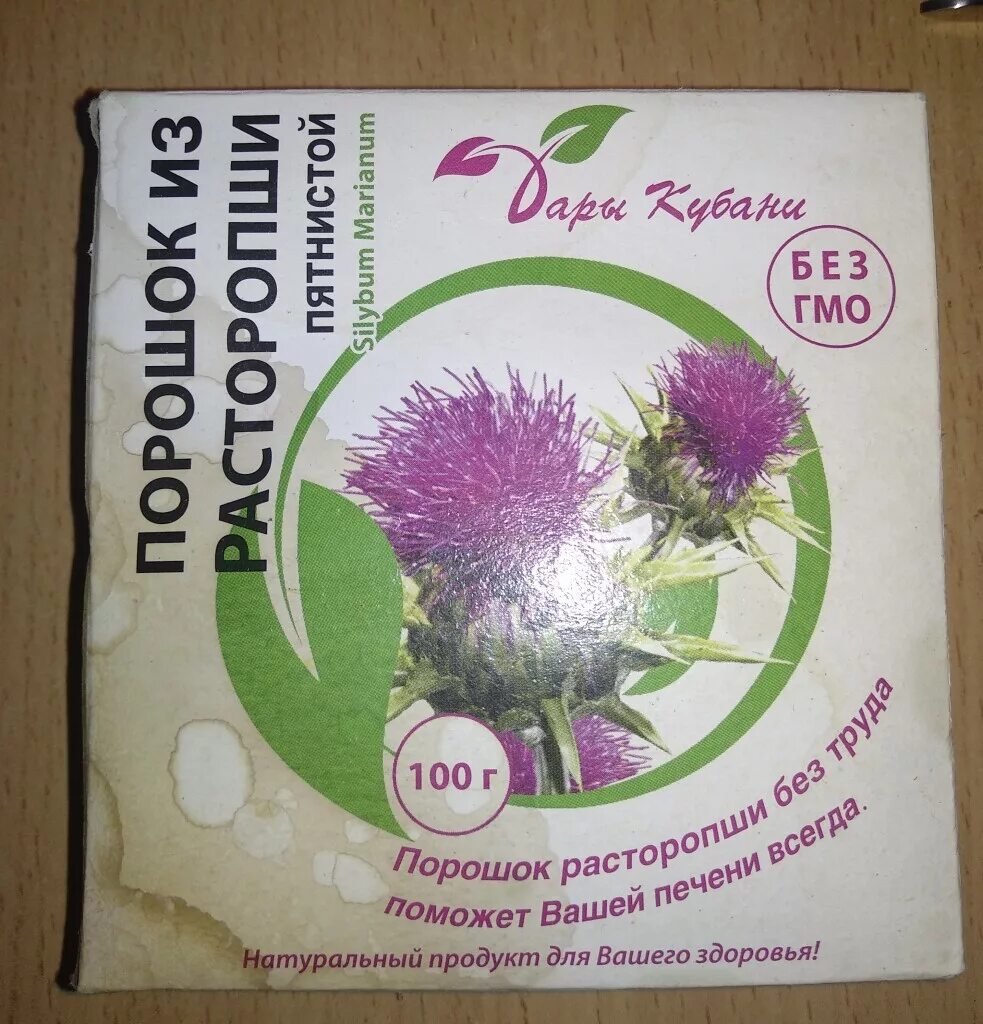 ПОРОШОК ИЗ
РАСТОРОПШИ
ПЯТНИСТОЙ
Silybum Marianum
Дары Кубани
БЕЗ
ГМО
100 г
Порошок расторопши без труда
поможет Вашей печени всегда.
Натуральный продукт для Вашего здоровья!